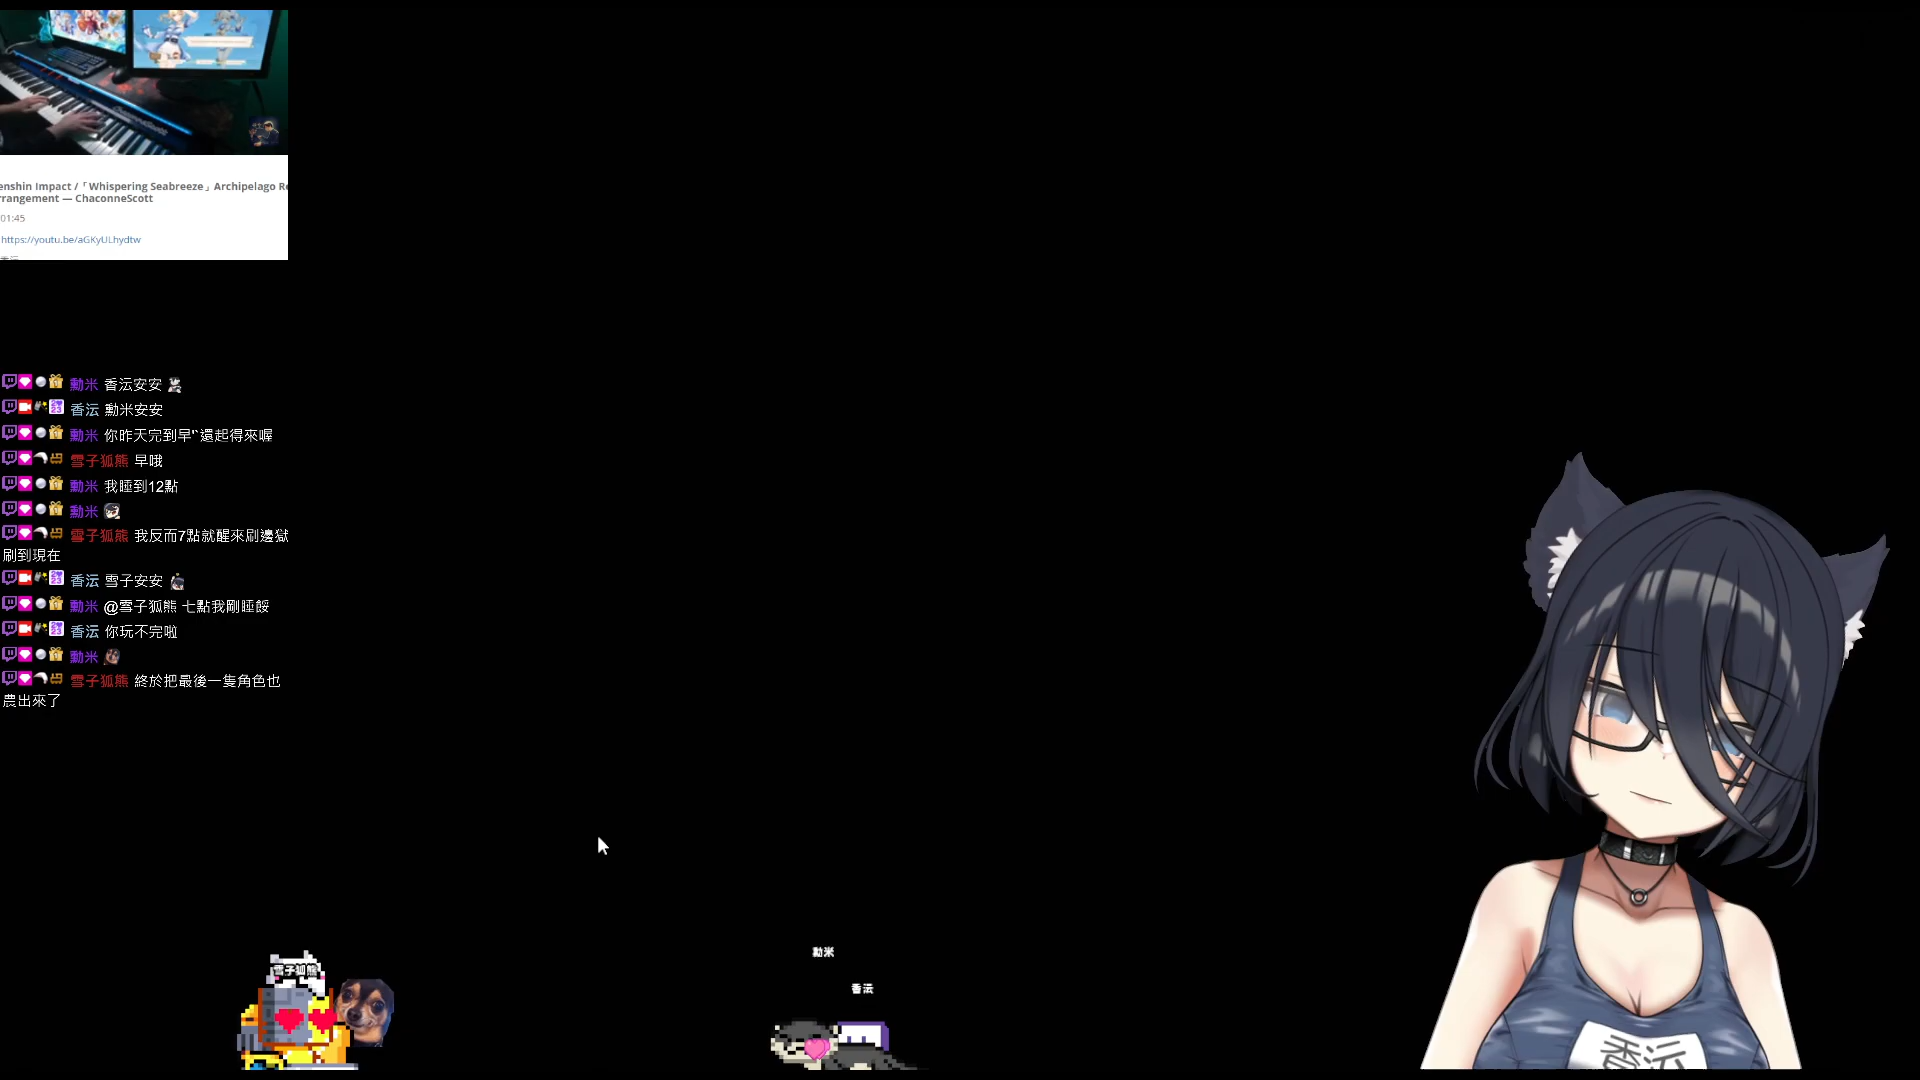 enshin Impact /「Whispering Seabreeze」Archipelago Re
rrangement — ChaconneScott
01:45
https://youtu.be/aGKyULhydtw
勳米 香沄安安
香沄 勳米安安
勳米 你昨天完到早ㄟ還起得來喔
雪子狐熊 早哦
勳米 我睡到12點
勳米
雪子狐熊 我反而7點就醒來刷邊獄
刷到現在
香沄 雪子安安
勳米 @雪子狐熊 七點我剛睡餒
香沄 你玩不完啦
勳米
雪子狐熊 終於把最後一隻角色也
農出來了
勳米
雪子狐熊
香沄
香沄